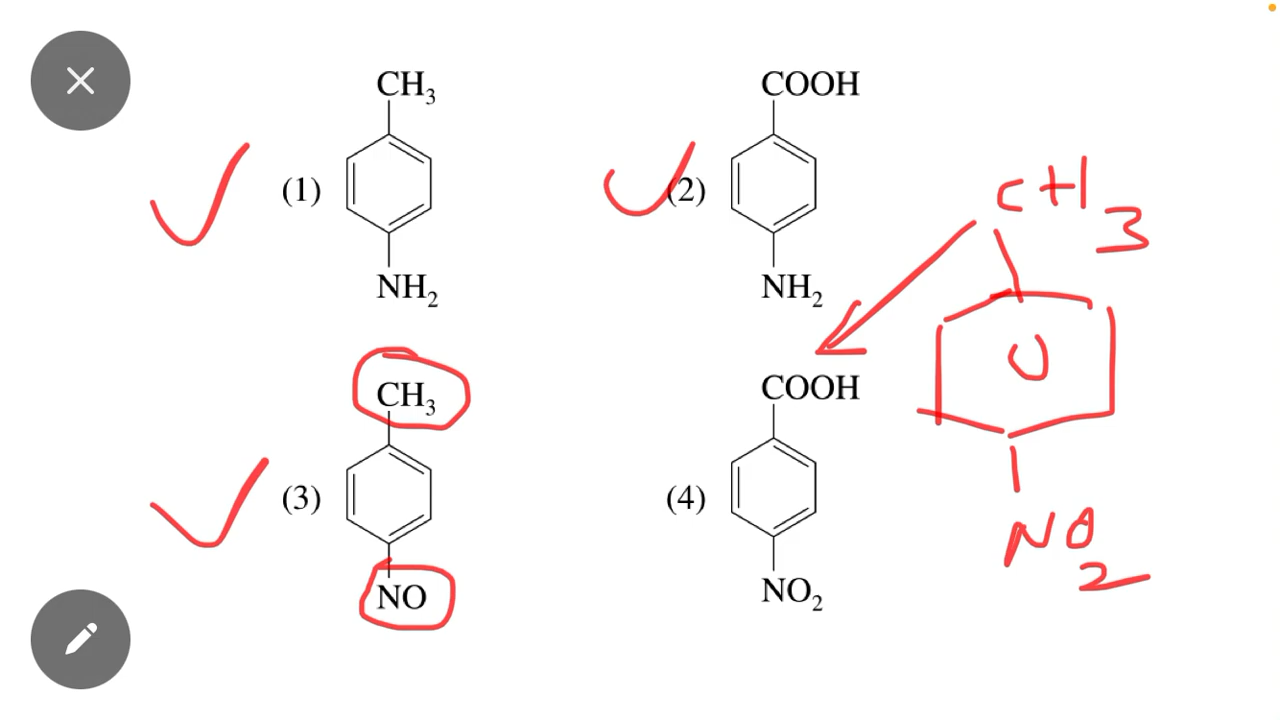 CH3
(1)
NH2
COOH
(2)
NH2
CH3
(3)
NO
COOH
(4)
NO2
CH3
NO2